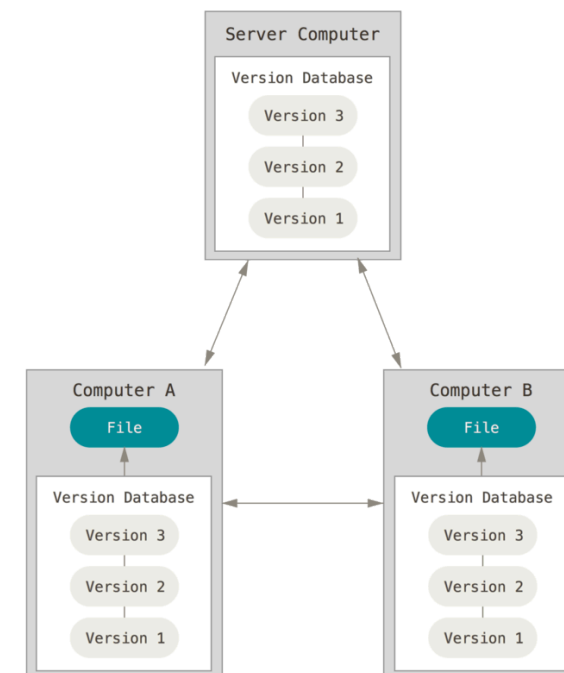 Server Computer
Version Database
Version 3
Version 2
Version 1
Computer A
File
Version Database
Version 3
Version 2
Version 1
Computer B
File
Version Database
Version 3
Version 2
Version 1